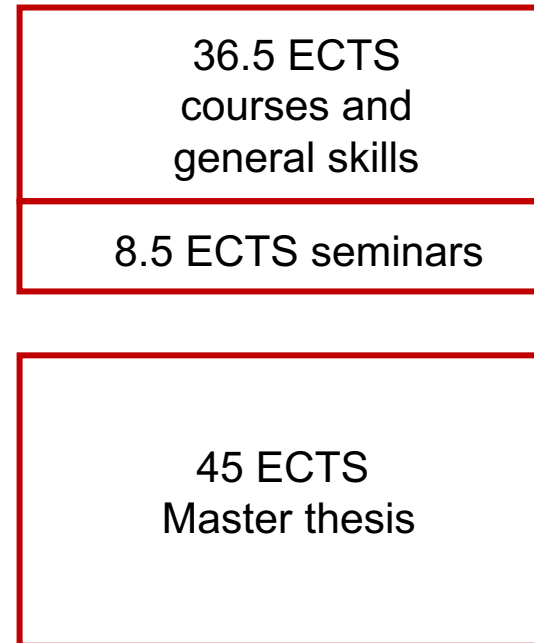 36.5 ECTS
courses and
general skills
8.5 ECTS seminars
45 ECTS
Master thesis